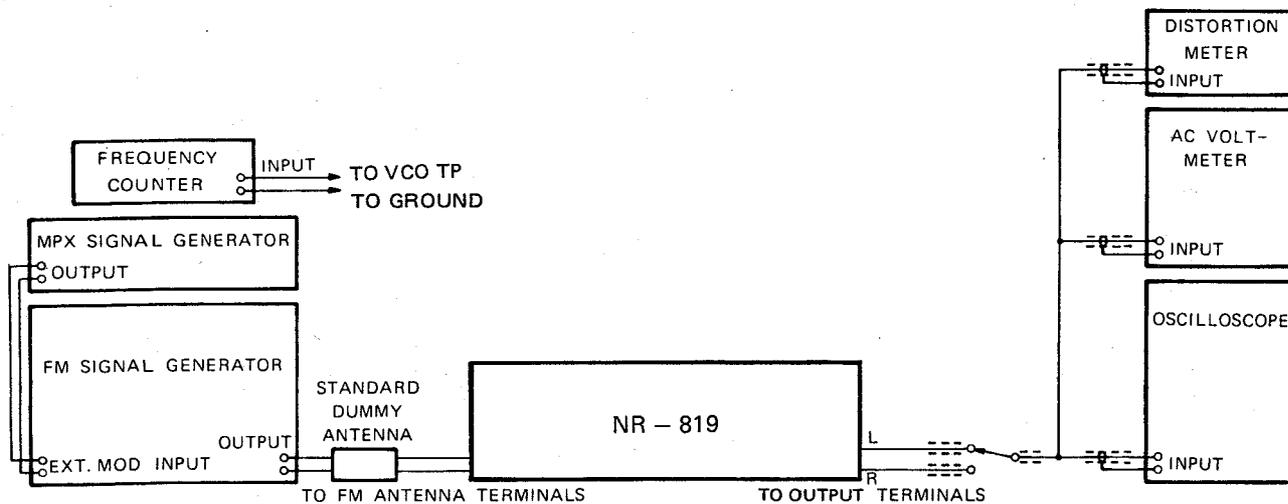 DISTORTION
METER
INPUT
AC VOLT-
METER
INPUT
OSCILLOSCOPE
INPUT
FREQUENCY
COUNTER
INPUT
TO VCO TP
TO GROUND
MPX SIGNAL GENERATOR
OUTPUT
FM SIGNAL GENERATOR
OUTPUT
EXT. MOD INPUT
STANDARD
DUMMY
ANTENNA
TO FM ANTENNA TERMINALS
NR – 819
L
R
TO OUTPUT TERMINALS